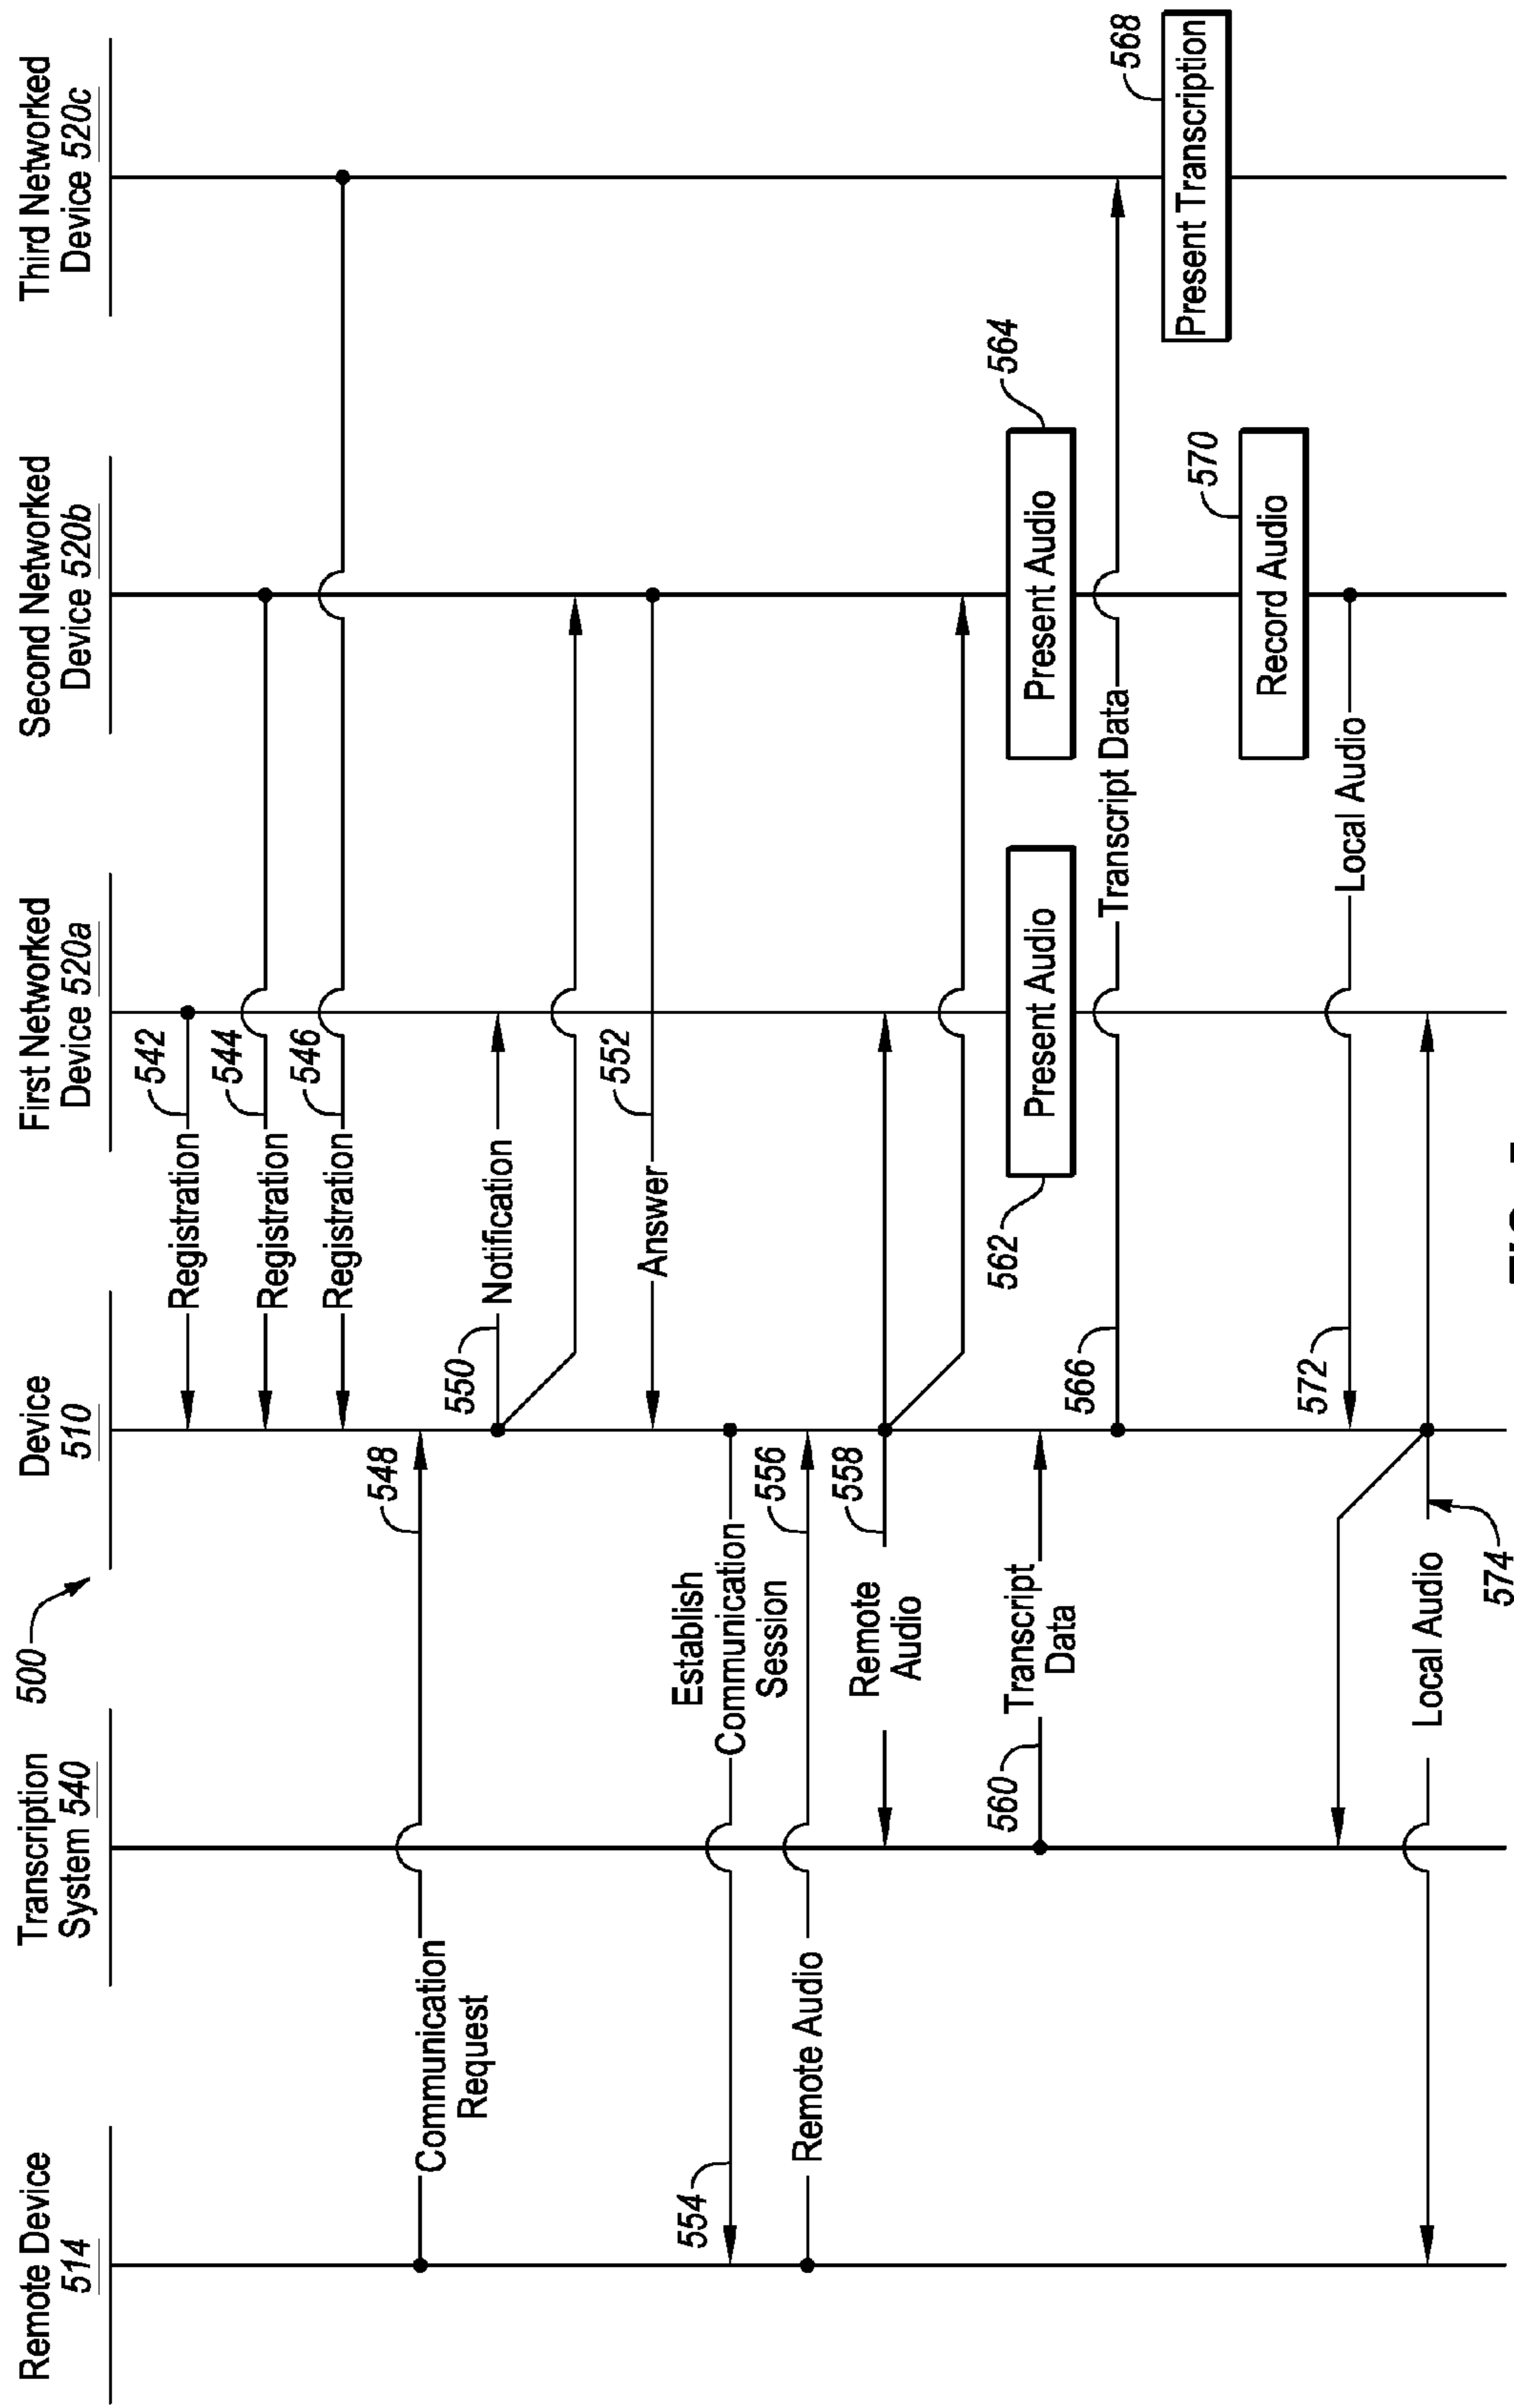 Remote Device
514
Transcription
System 540
500
Device
510
First Networked
Device 520a
Second Networked
Device 520b
Third Networked
Device 520c
Registration
542
Registration
544
Registration
546
Communication
Request
548
550
Notification
Answer
552
554
Establish
Communication
Session
Remote Audio
556
Remote
Audio
558
560
Transcript
Data
562
Present Audio
Present Audio
564
566
Transcript Data
568
Present Transcription
Record Audio
570
572
Local Audio
Local Audio
574